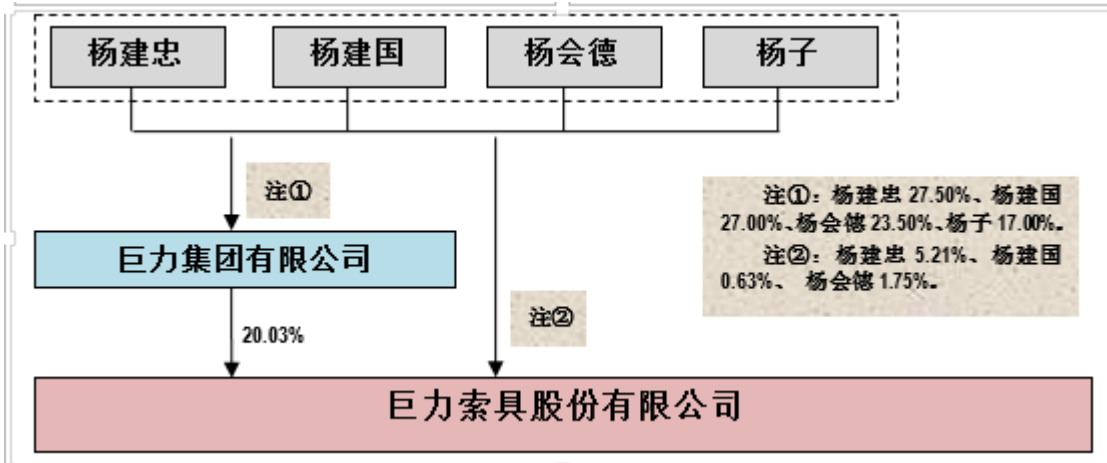 杨建忠
杨建国
杨会德
杨子
注①
注①：杨建忠 27.50%、杨建国
27.00%、杨会德 23.50%、杨子 17.00%。
注②：杨建忠 5.21%、杨建国
0.63%、 杨会德 1.75%。
巨力集团有限公司
注②
20.03%
巨力索具股份有限公司